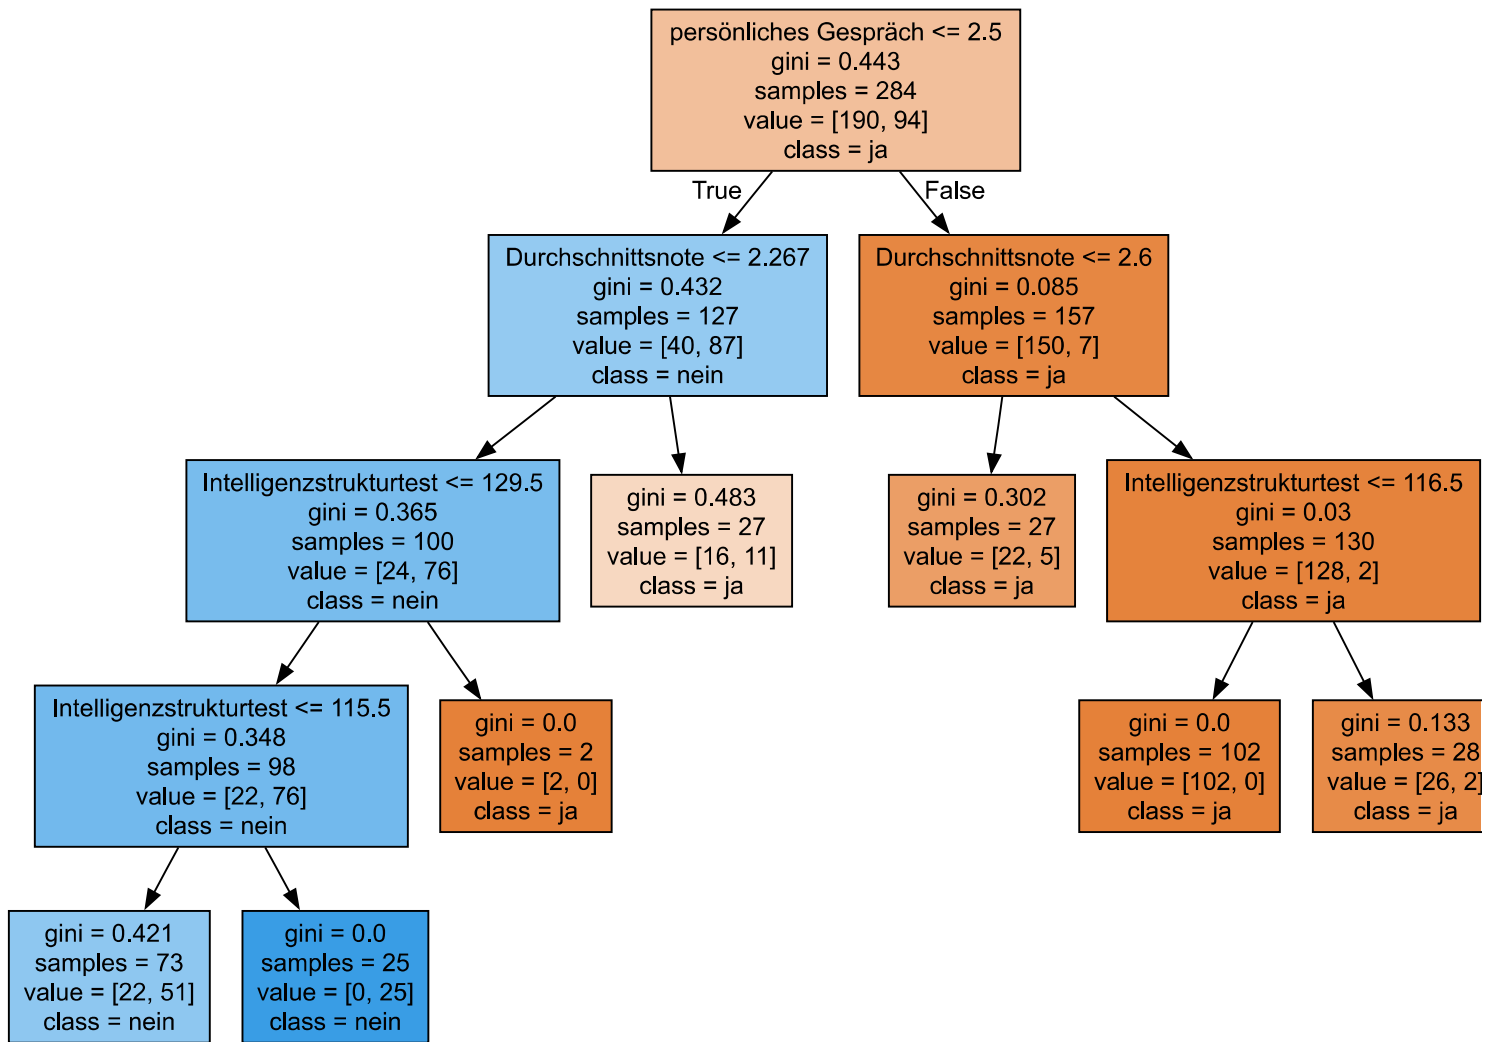 persönliches Gespräch <= 2.5
gini = 0.443
samples = 284
value = [190, 94]
class = ja
True
False
Durchschnittsnote <= 2.267
gini = 0.432
samples = 127
value = [40, 87]
class = nein
Durchschnittsnote <= 2.6
gini = 0.085
samples = 157
value = [150, 7]
class = ja
Intelligenzstrukturtest <= 129.5
gini = 0.365
samples = 100
value = [24, 76]
class = nein
gini = 0.483
samples = 27
value = [16, 11]
class = ja
gini = 0.302
samples = 27
value = [22, 5]
class = ja
Intelligenzstrukturtest <= 116.5
gini = 0.03
samples = 130
value = [128, 2]
class = ja
Intelligenzstrukturtest <= 115.5
gini = 0.348
samples = 98
value = [22, 76]
class = nein
gini = 0.0
samples = 2
value = [2, 0]
class = ja
gini = 0.0
samples = 102
value = [102, 0]
class = ja
gini = 0.133
samples = 28
value = [26, 2]
class = ja
gini = 0.421
samples = 73
value = [22, 51]
class = nein
gini = 0.0
samples = 25
value = [0, 25]
class = nein